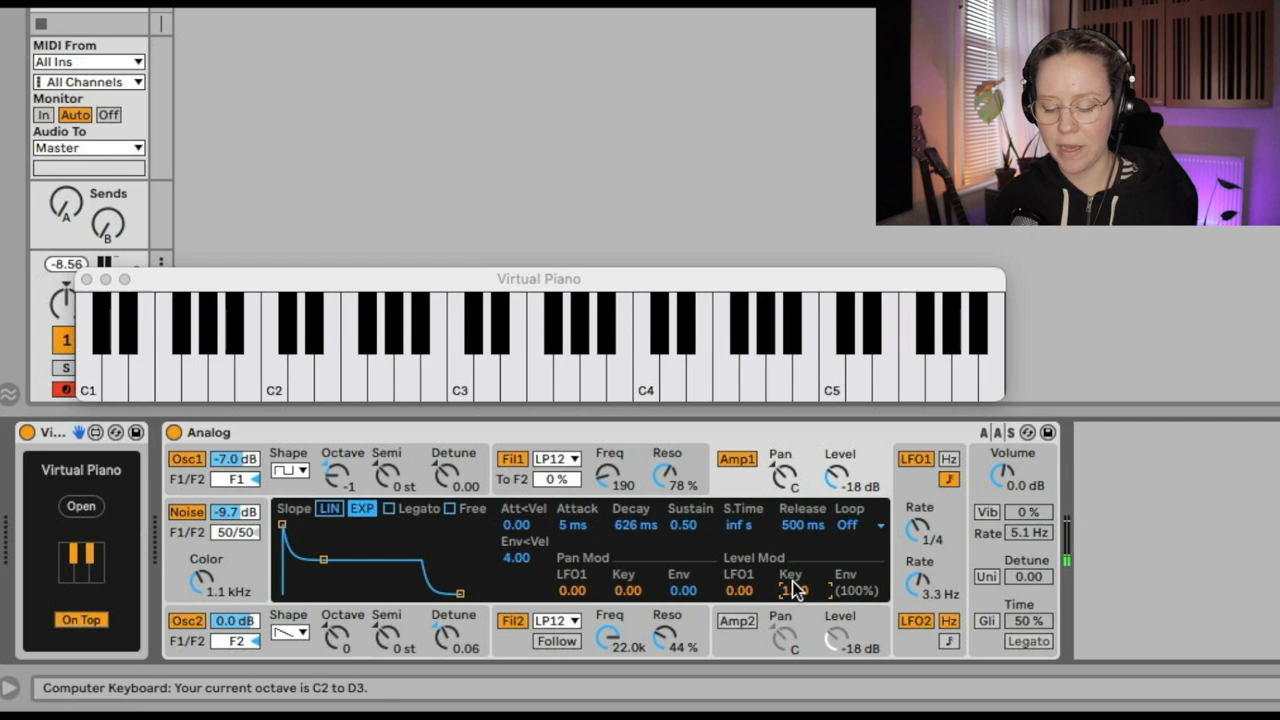 MIDI From
All Ins
All Channels
Monitor
In Auto Off
Audio To
Master
Sends
A
B
-8.56
1
S
Virtual Piano
C1 C2 C3 C4 C5
Vi...
Virtual Piano
Open
On Top
Analog
A|A|S
Osc1 -7.0 dB
F1/F2 F1
Shape
Octave
-1
Semi
0 st
Detune
0.00
Fil1 LP12
To F2 0 %
Freq
190
Reso
78 %
Amp1
Pan
C
Level
-18 dB
LFO1 Hz
Volume
0.0 dB
Noise -9.7 dB
F1/F2 50/50
Color
1.1 kHz
Slope LIN EXP Legato Free
Att<Vel
0.00
Env<Vel
4.00
Attack
5 ms
Decay
626 ms
Sustain
0.50
S.Time
inf s
Release
500 ms
Loop
Off
Pan Mod
LFO1 Key Env
0.00 0.00 0.00
Level Mod
LFO1 Key Env
0.00 (100%)
Rate
1/4
Rate
3.3 Hz
Vib 0 %
Rate 5.1 Hz
Detune
Uni 0.00
Time
Gli 50 %
Legato
Osc2 0.0 dB
F1/F2 F2
Shape
Octave
0
Semi
0 st
Detune
0.06
Fil2 LP12
Follow
Freq
22.0k
Reso
44 %
Amp2
Pan
C
Level
-18 dB
LFO2 Hz
Computer Keyboard: Your current octave is C2 to D3.